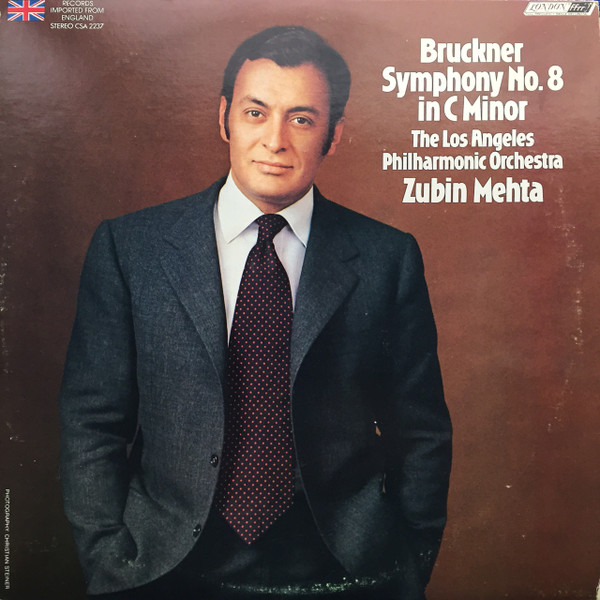 RECORDS
IMPORTED FROM
ENGLAND
STEREO CSA 2237
LONDON ffrr
Bruckner
Symphony No. 8
in C Minor
The Los Angeles
Philharmonic Orchestra
Zubin Mehta
PHOTOGRAPHY: CHRISTIAN STEINER